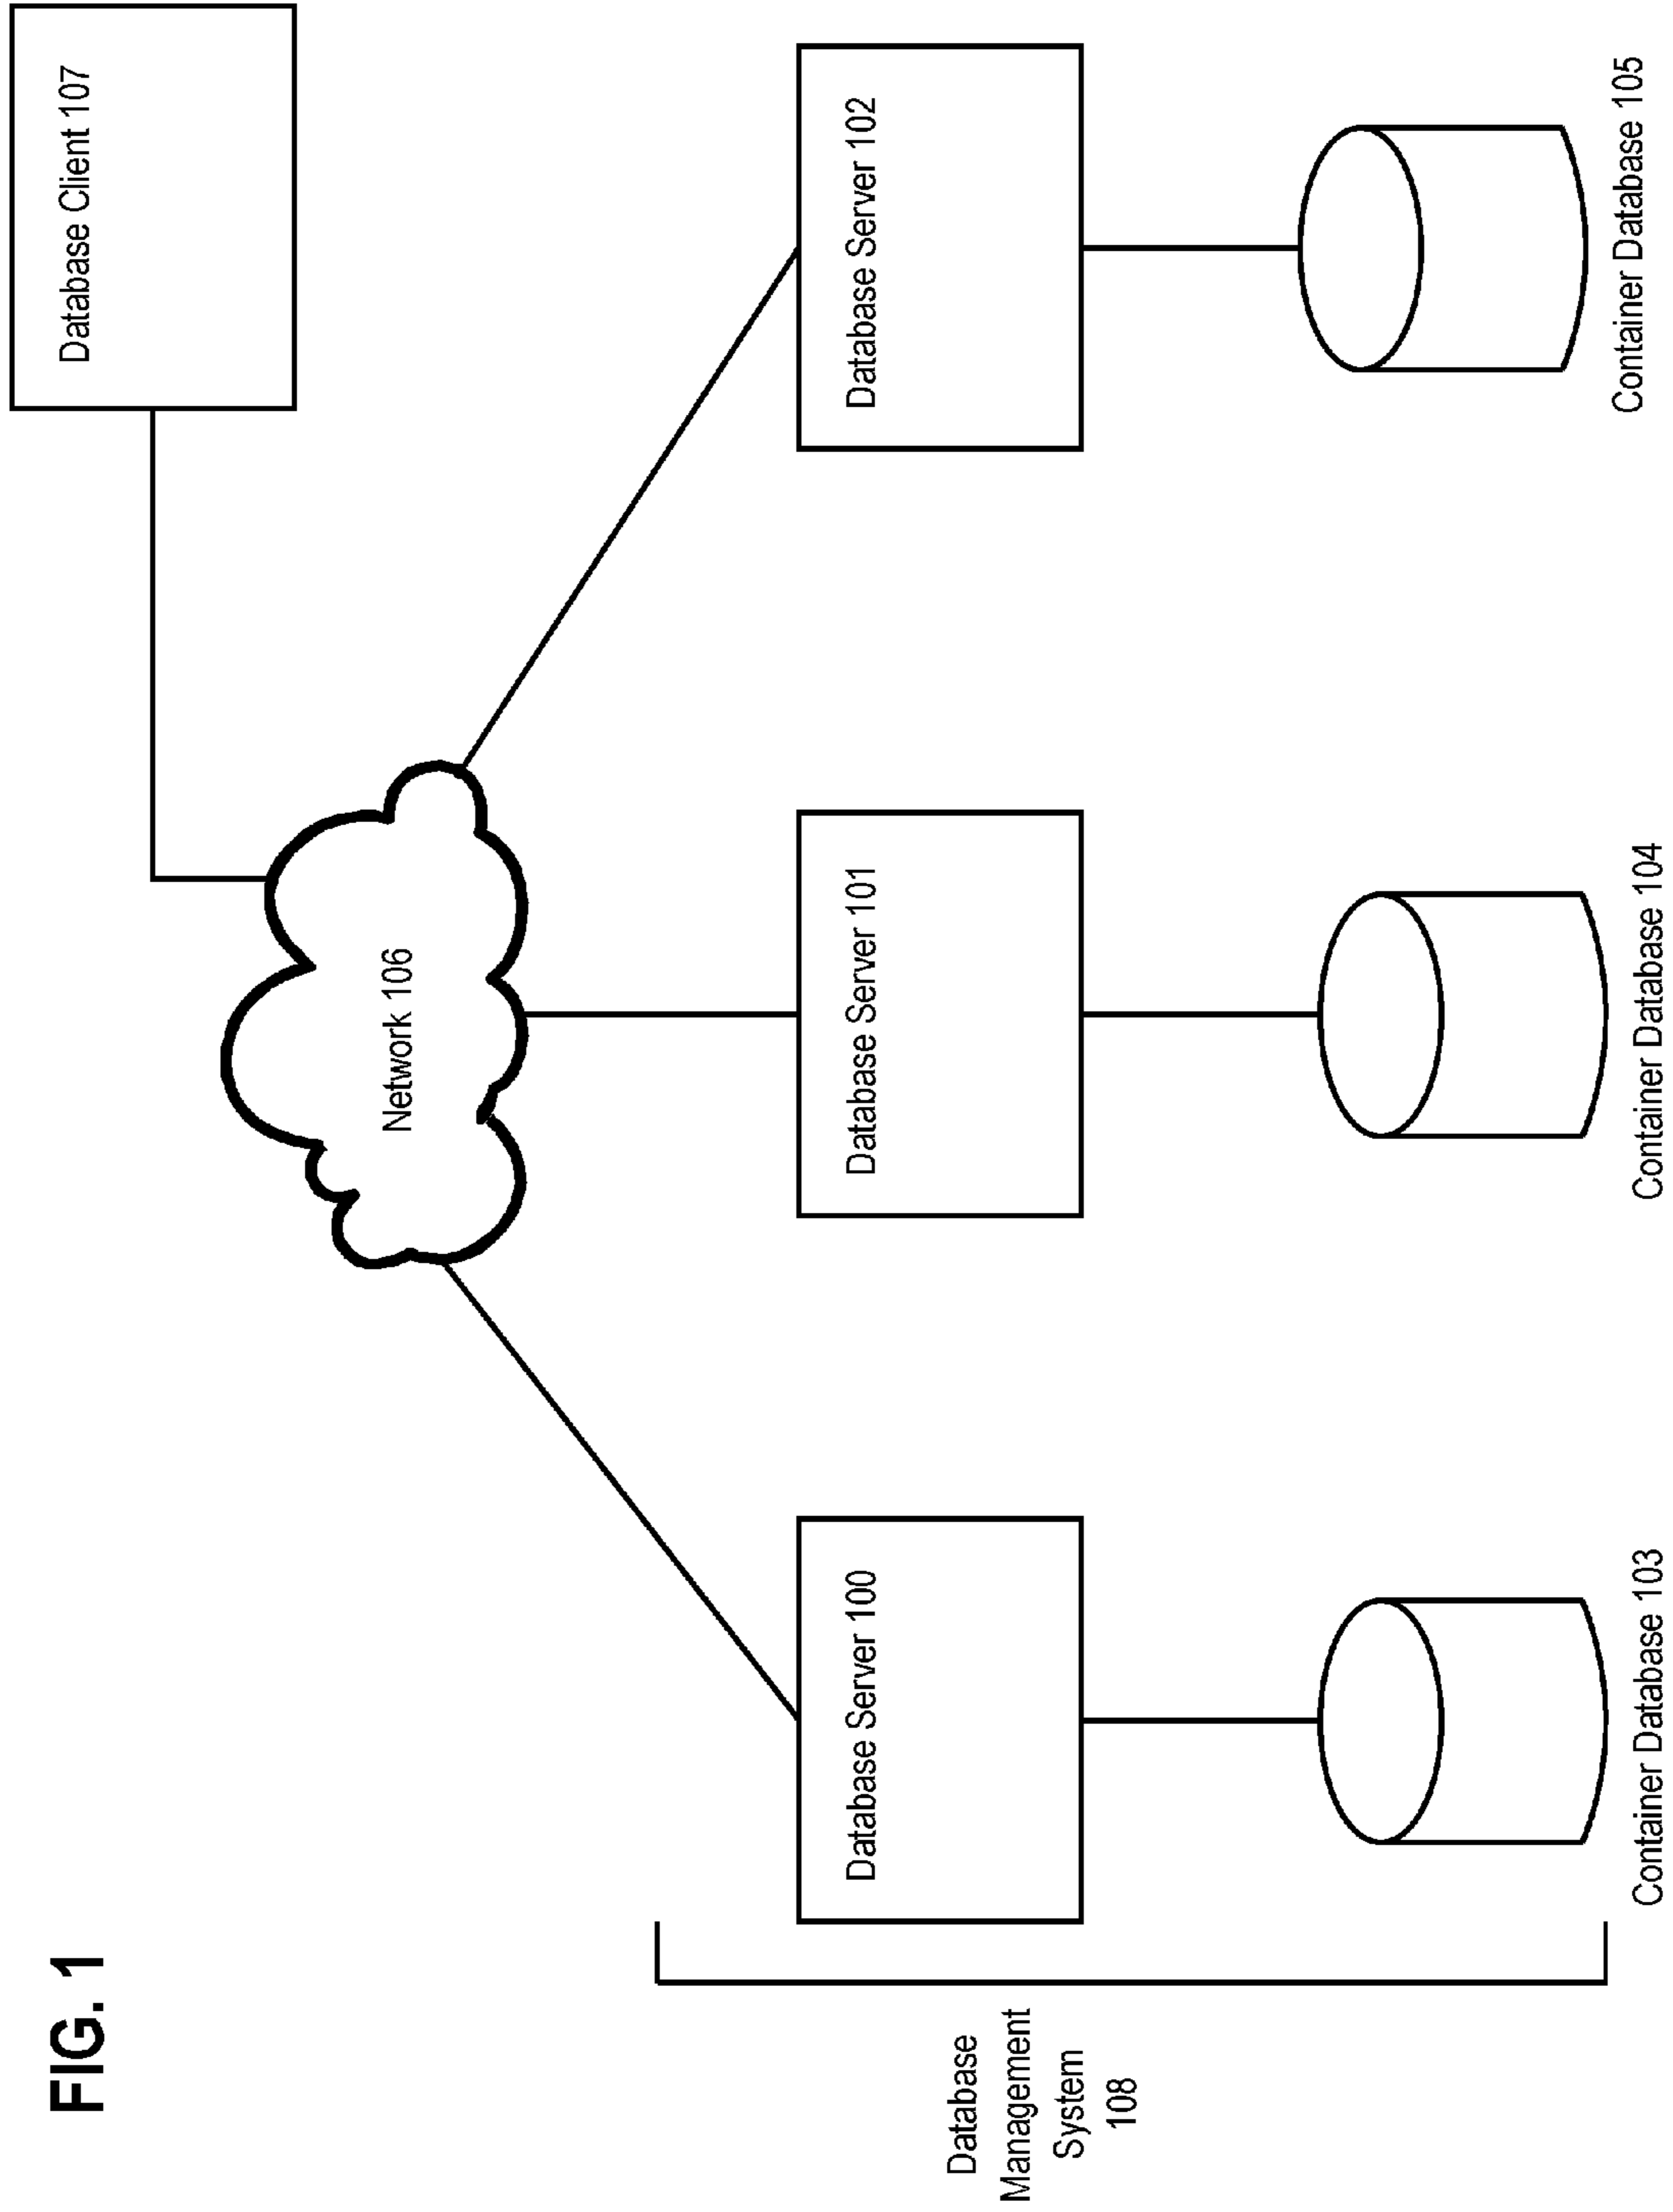 FIG. 1
Database Client 107
Network 106
Database Server 100
Database Server 101
Database Server 102
Database
Management
System
108
Container Database 103
Container Database 104
Container Database 105